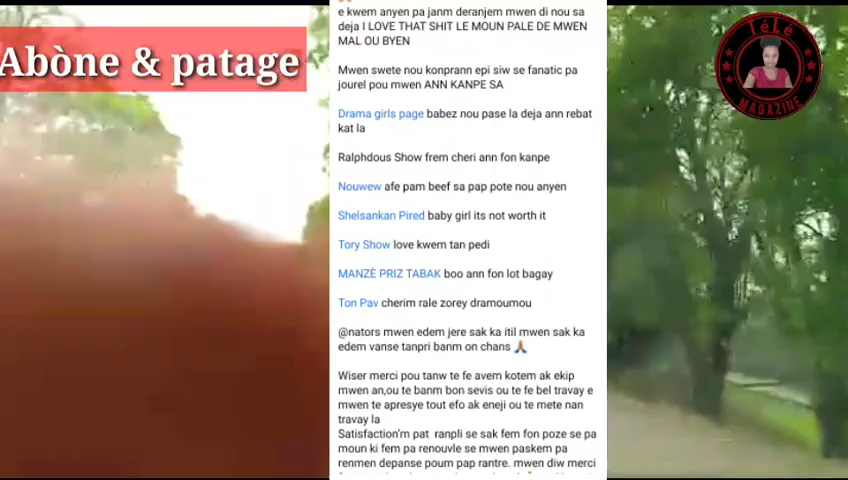 Abòne & patage
TéLé
MAGAZINE
e kwem anyen pa janm deranjem mwen di nou sa
deja I LOVE THAT SHIT LE MOUN PALE DE MWEN
MAL OU BYEN
Mwen swete nou konprann epi siw se fanatic pa
jourel pou mwen ANN KANPE SA
Drama girls page babez nou pase la deja ann rebat
kat la
Ralphdous Show frem cheri ann fon kanpe
Nouwew afe pam beef sa pap pote nou anyen
Shelsankan Pired baby girl its not worth it
Tory Show love kwem tan pedi
MANZÈ PRIZ TABAK boo ann fon lot bagay
Ton Pav cherim rale zorey dramoumou
@nators mwen edem jere sak ka itil mwen sak ka
edem vanse tanpri banm on chans 🙏🏾
Wiser merci pou tanw te fe avem kotem ak ekip
mwen an,ou te banm bon sevis ou te fe bel travay e
mwen te apresye tout efo ak eneji ou te mete nan
travay la
Satisfaction'm pat ranpli se sak fem fon poze se pa
moun ki fem pa renouvle se mwen paskem pa
renmen depanse poum pap rantre. mwen diw merci